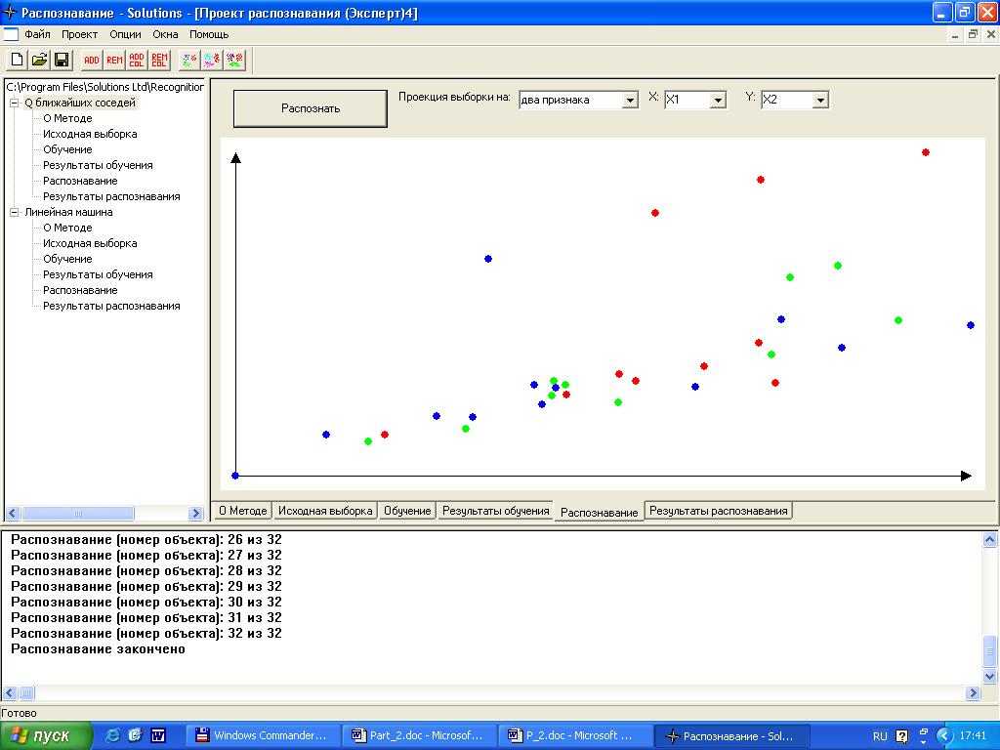 Распознавание - Solutions - [Проект распознавания (Эксперт)4]
Файл Проект Опции Окна Помощь
ADD REM ADD COL REM COL
C:\Program Files\Solutions Ltd\Recognition
Q ближайших соседей
О Методе
Исходная выборка
Обучение
Результаты обучения
Распознавание
Результаты распознавания
Линейная машина
О Методе
Исходная выборка
Обучение
Результаты обучения
Распознавание
Результаты распознавания
Распознать
Проекция выборки на: два признака X: X1 Y: X2
О Методе Исходная выборка Обучение Результаты обучения Распознавание Результаты распознавания
Распознавание (номер объекта): 26 из 32
Распознавание (номер объекта): 27 из 32
Распознавание (номер объекта): 28 из 32
Распознавание (номер объекта): 29 из 32
Распознавание (номер объекта): 30 из 32
Распознавание (номер объекта): 31 из 32
Распознавание (номер объекта): 32 из 32
Распознавание закончено
Готово
пуск Windows Commander... Part_2.doc - Microsof... P_2.doc - Microsoft ... Распознавание - Sol... RU 17:41